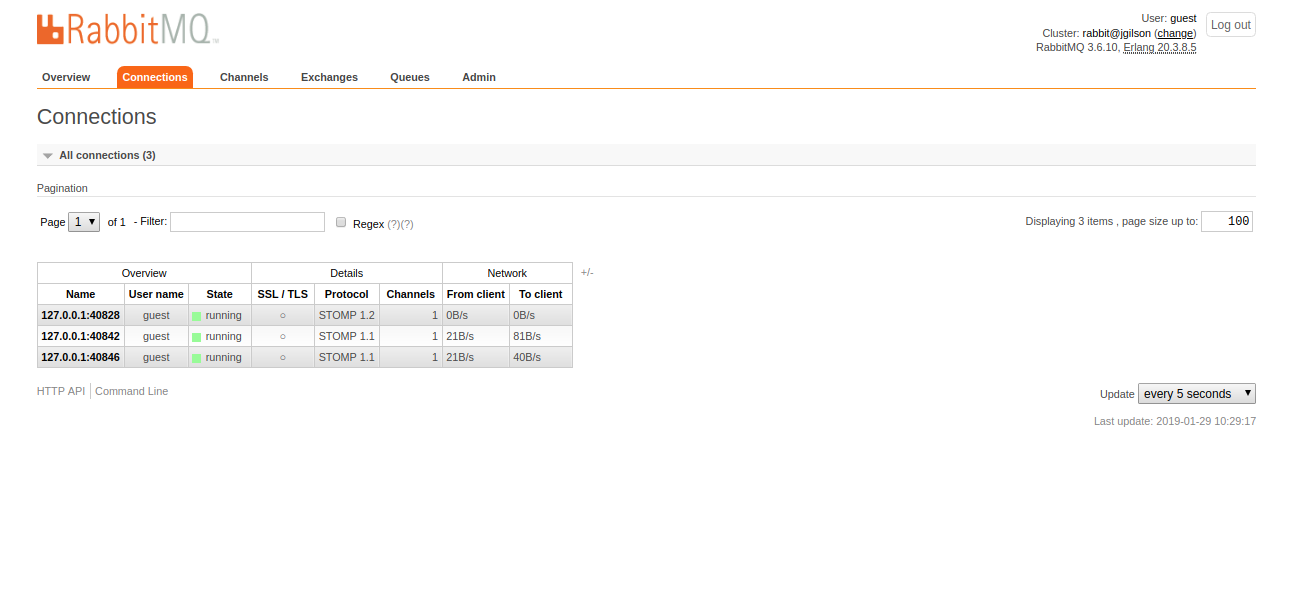 RabbitMQ™
User: guest
Cluster: rabbit@jgilson (change)
RabbitMQ 3.6.10, Erlang 20.3.8.5
Log out
Overview Connections Channels Exchanges Queues Admin
Connections
All connections (3)
Pagination
Page 1 of 1 - Filter: Regex (?)(?) Displaying 3 items , page size up to: 100
Overview Details Network +/-
Name User name State SSL / TLS Protocol Channels From client To client
127.0.0.1:40828 guest running ○ STOMP 1.2 1 0B/s 0B/s
127.0.0.1:40842 guest running ○ STOMP 1.1 1 21B/s 81B/s
127.0.0.1:40846 guest running ○ STOMP 1.1 1 21B/s 40B/s
HTTP API Command Line
Update every 5 seconds
Last update: 2019-01-29 10:29:17